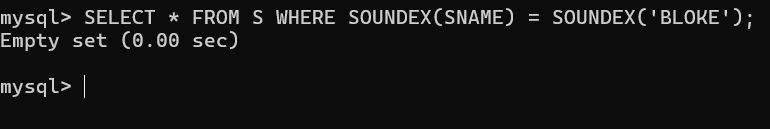 mysql> SELECT * FROM S WHERE SOUNDEX(SNAME) = SOUNDEX('BLOKE');
Empty set (0.00 sec)
mysql>